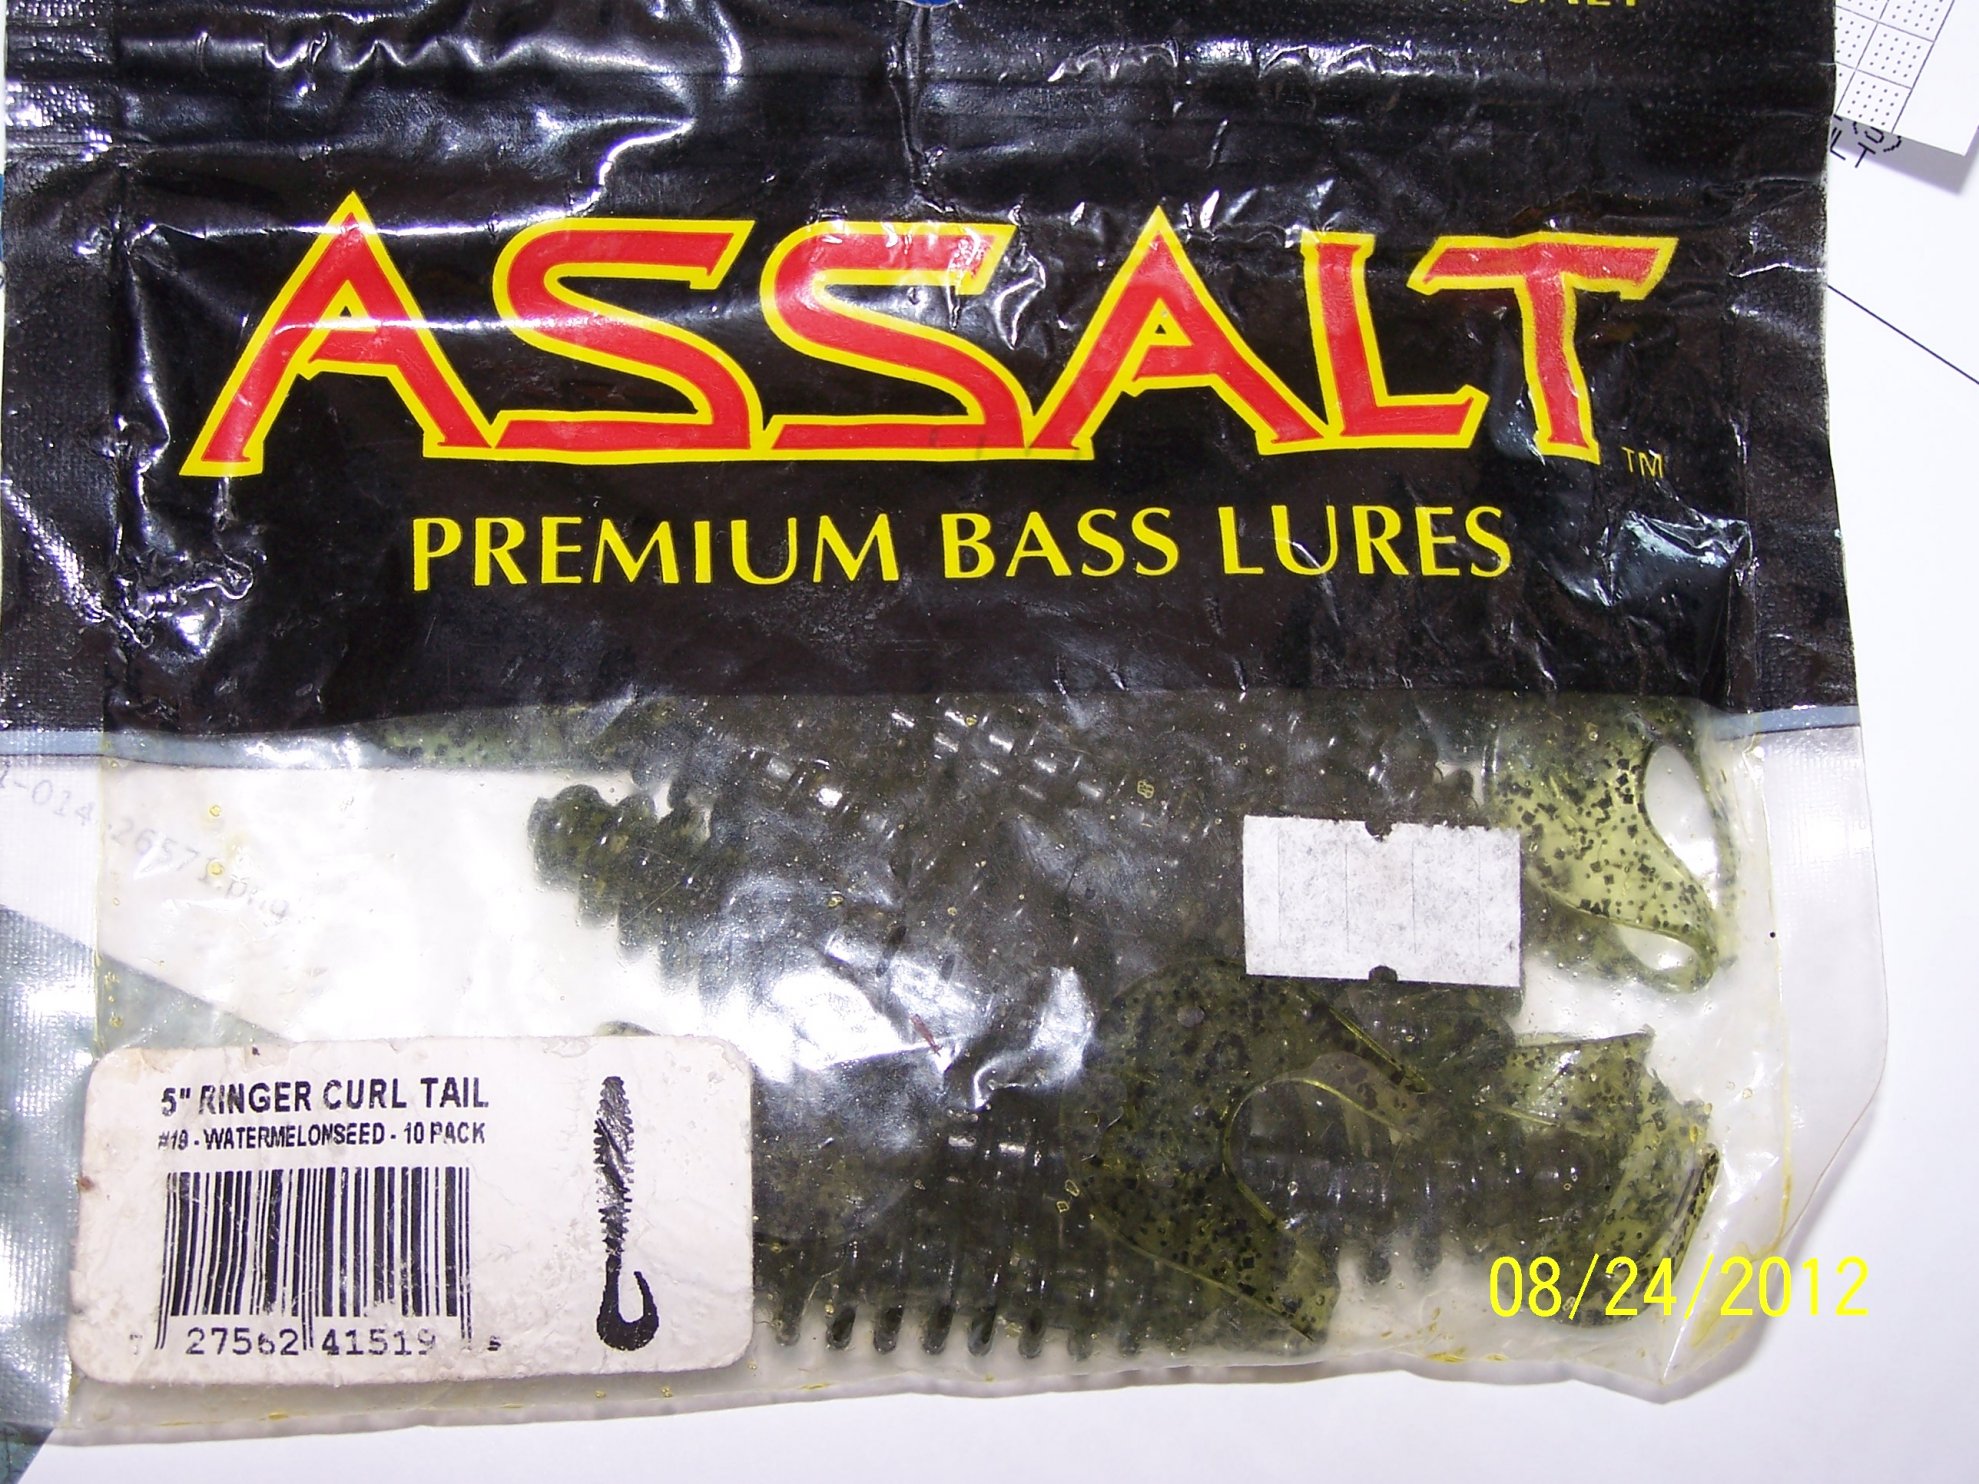 ASSALT
TM
PREMIUM BASS LURES
5" RINGER CURL TAIL
#19 - WATERMELONSEED - 10 PACK
27562 41519
08/24/2012